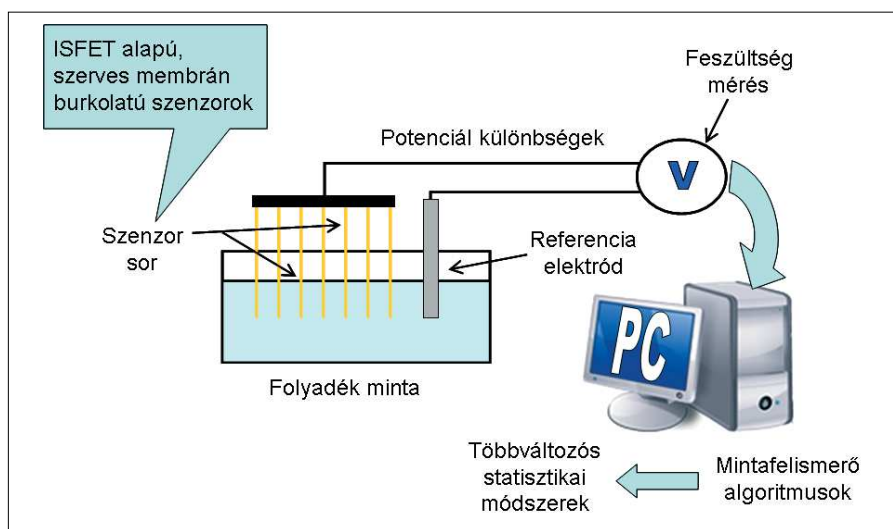 ISFET alapú,
szerves membrán
burkolatú szenzorok
Feszültség
mérés
Potenciál különbségek
V
Szenzor
sor
Referencia
elektród
PC
Folyadék minta
Többváltozós
statisztikai
módszerek
Mintafelismerő
algoritmusok